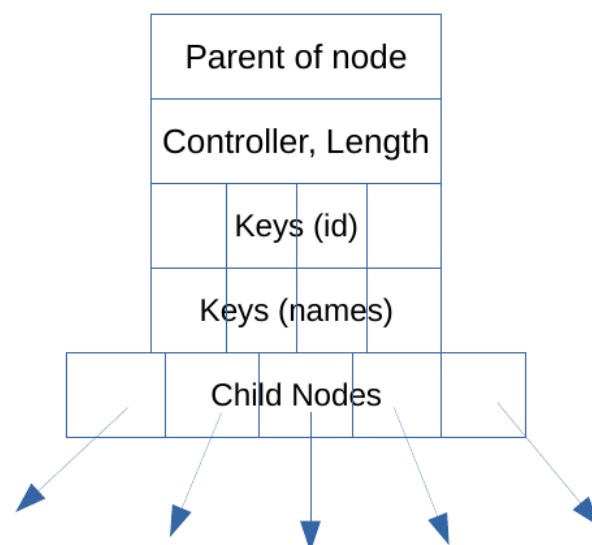 Parent of node
Controller, Length
Keys (id)
Keys (names)
Child Nodes